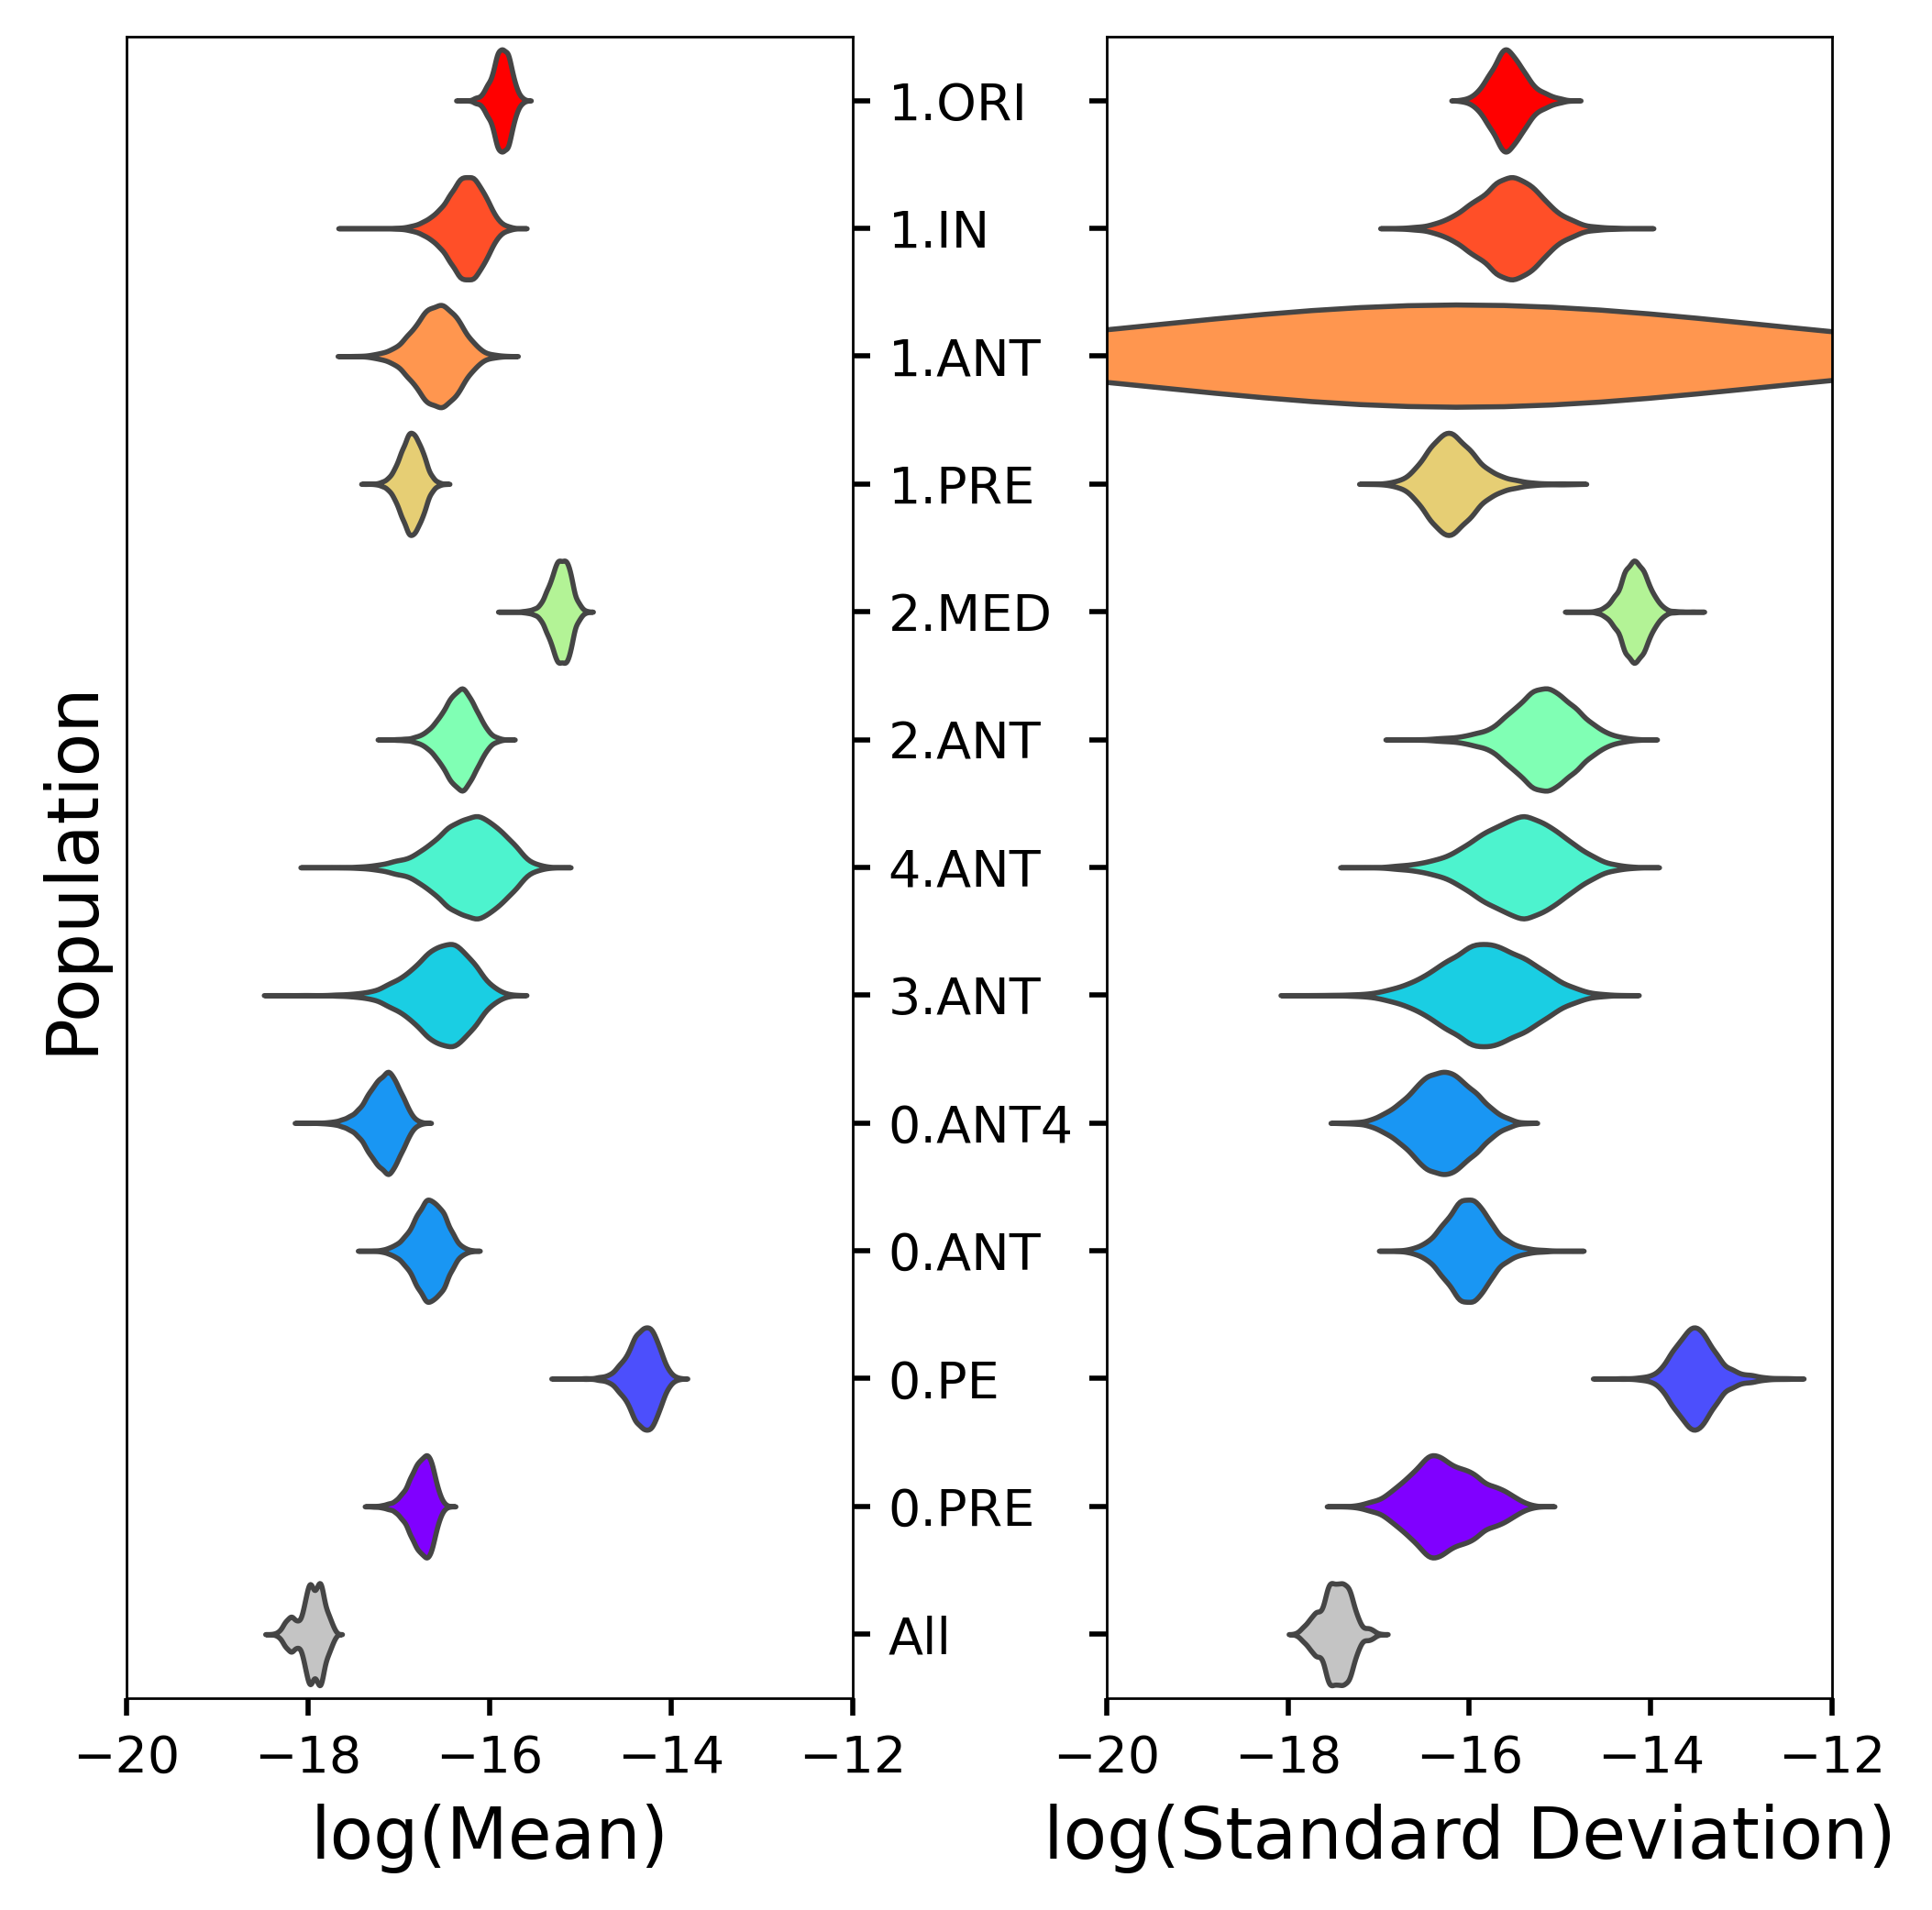 Population
1.ORI
1.IN
1.ANT
1.PRE
2.MED
2.ANT
4.ANT
3.ANT
0.ANT4
0.ANT
0.PE
0.PRE
All
−20 −18 −16 −14 −12
log(Mean)
−20 −18 −16 −14 −12
log(Standard Deviation)